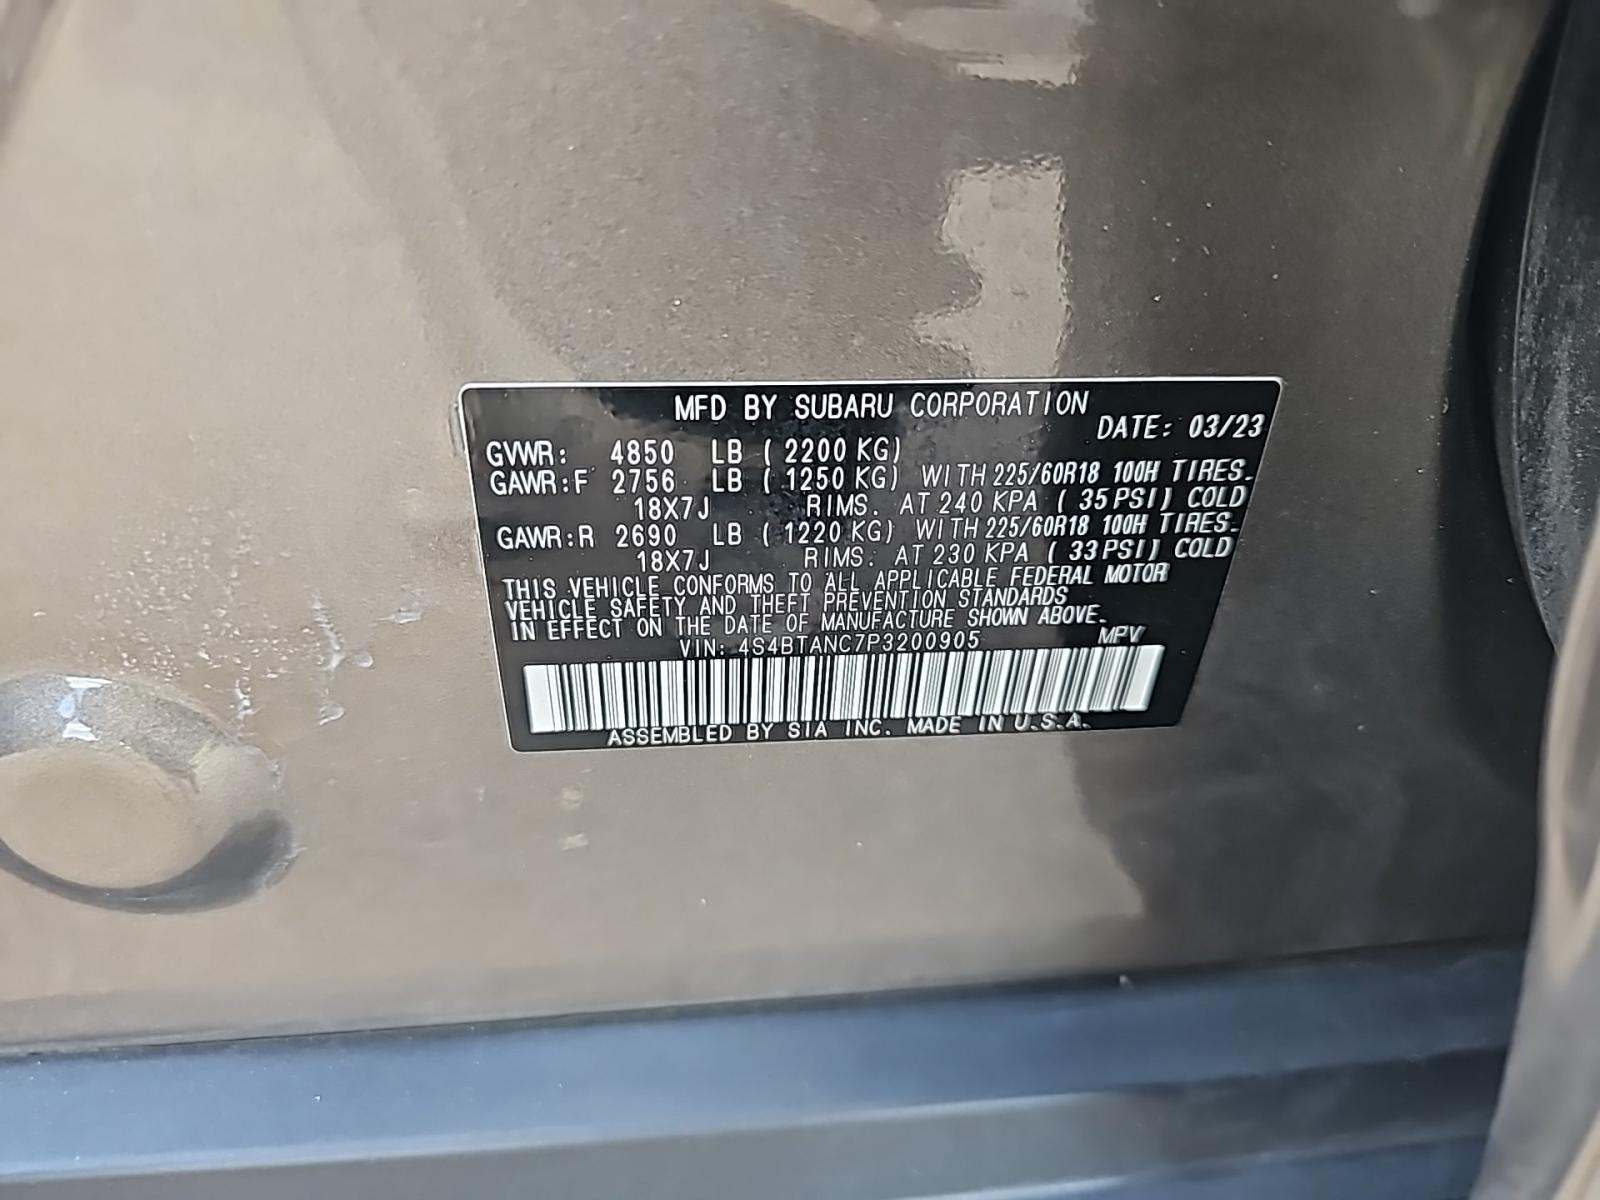 MFD BY SUBARU CORPORATION
DATE: 03/23
GVWR: 4850 LB ( 2200 KG)
GAWR:F 2756 LB ( 1250 KG) WITH 225/60R18 100H TIRES.
18X7J RIMS. AT 240 KPA ( 35 PSI) COLD
GAWR:R 2690 LB ( 1220 KG) WITH 225/60R18 100H TIRES.
18X7J RIMS. AT 230 KPA ( 33 PSI) COLD
THIS VEHICLE CONFORMS TO ALL APPLICABLE FEDERAL MOTOR
VEHICLE SAFETY AND THEFT PREVENTION STANDARDS
IN EFFECT ON THE DATE OF MANUFACTURE SHOWN ABOVE.
VIN: 4S4BTANC7P3200905 MPV
ASSEMBLED BY SIA INC. MADE IN U.S.A.